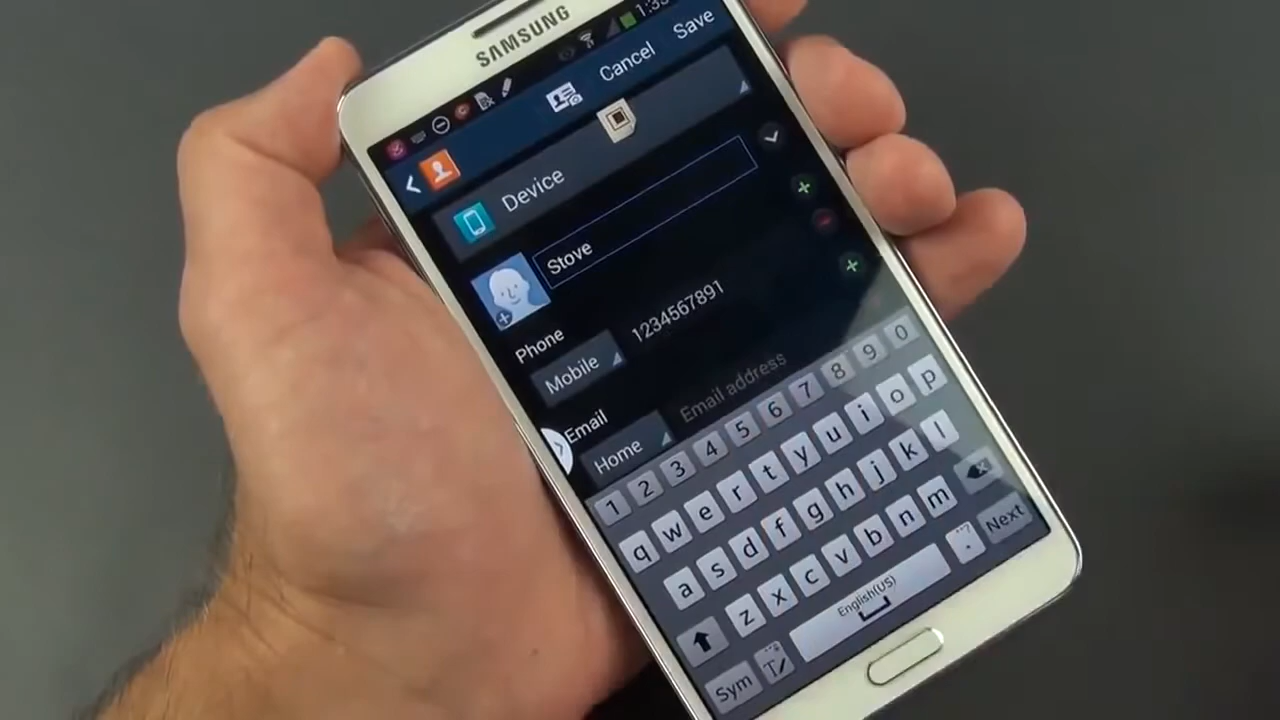 SAMSUNG
Cancel
Save
Device
Stove
Phone
Mobile
1234567891
Email
Home
Email address
1 2 3 4 5 6 7 8 9 0
q w e r t y u i o p
a s d f g h j k l
z x c v b n m
Sym
English(US)
.
Next